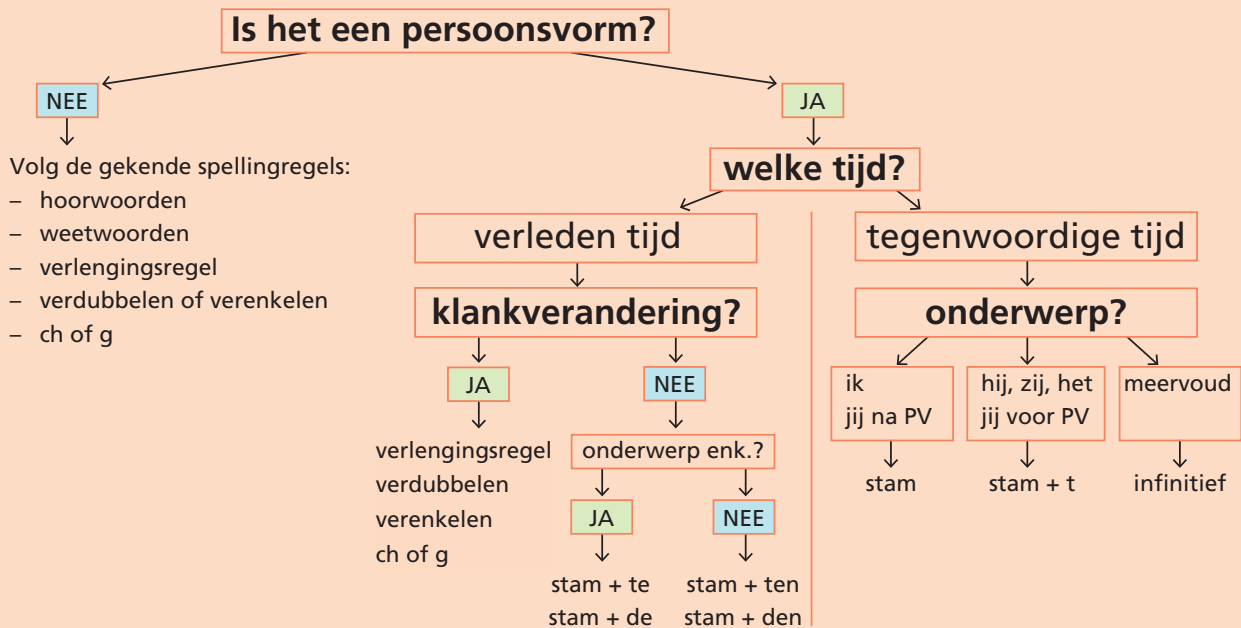 Is het een persoonsvorm?
NEE
JA
Volg de gekende spellingregels:
– hoorwoorden
– weetwoorden
– verlengingsregel
– verdubbelen of verenkelen
– ch of g
welke tijd?
verleden tijd
tegenwoordige tijd
klankverandering?
onderwerp?
JA
NEE
verlengingsregel
verdubbelen
verenkelen
ch of g
onderwerp enk.?
JA
NEE
stam + te
stam + de
stam + ten
stam + den
ik
jij na PV
hij, zij, het
jij voor PV
meervoud
stam
stam + t
infinitief